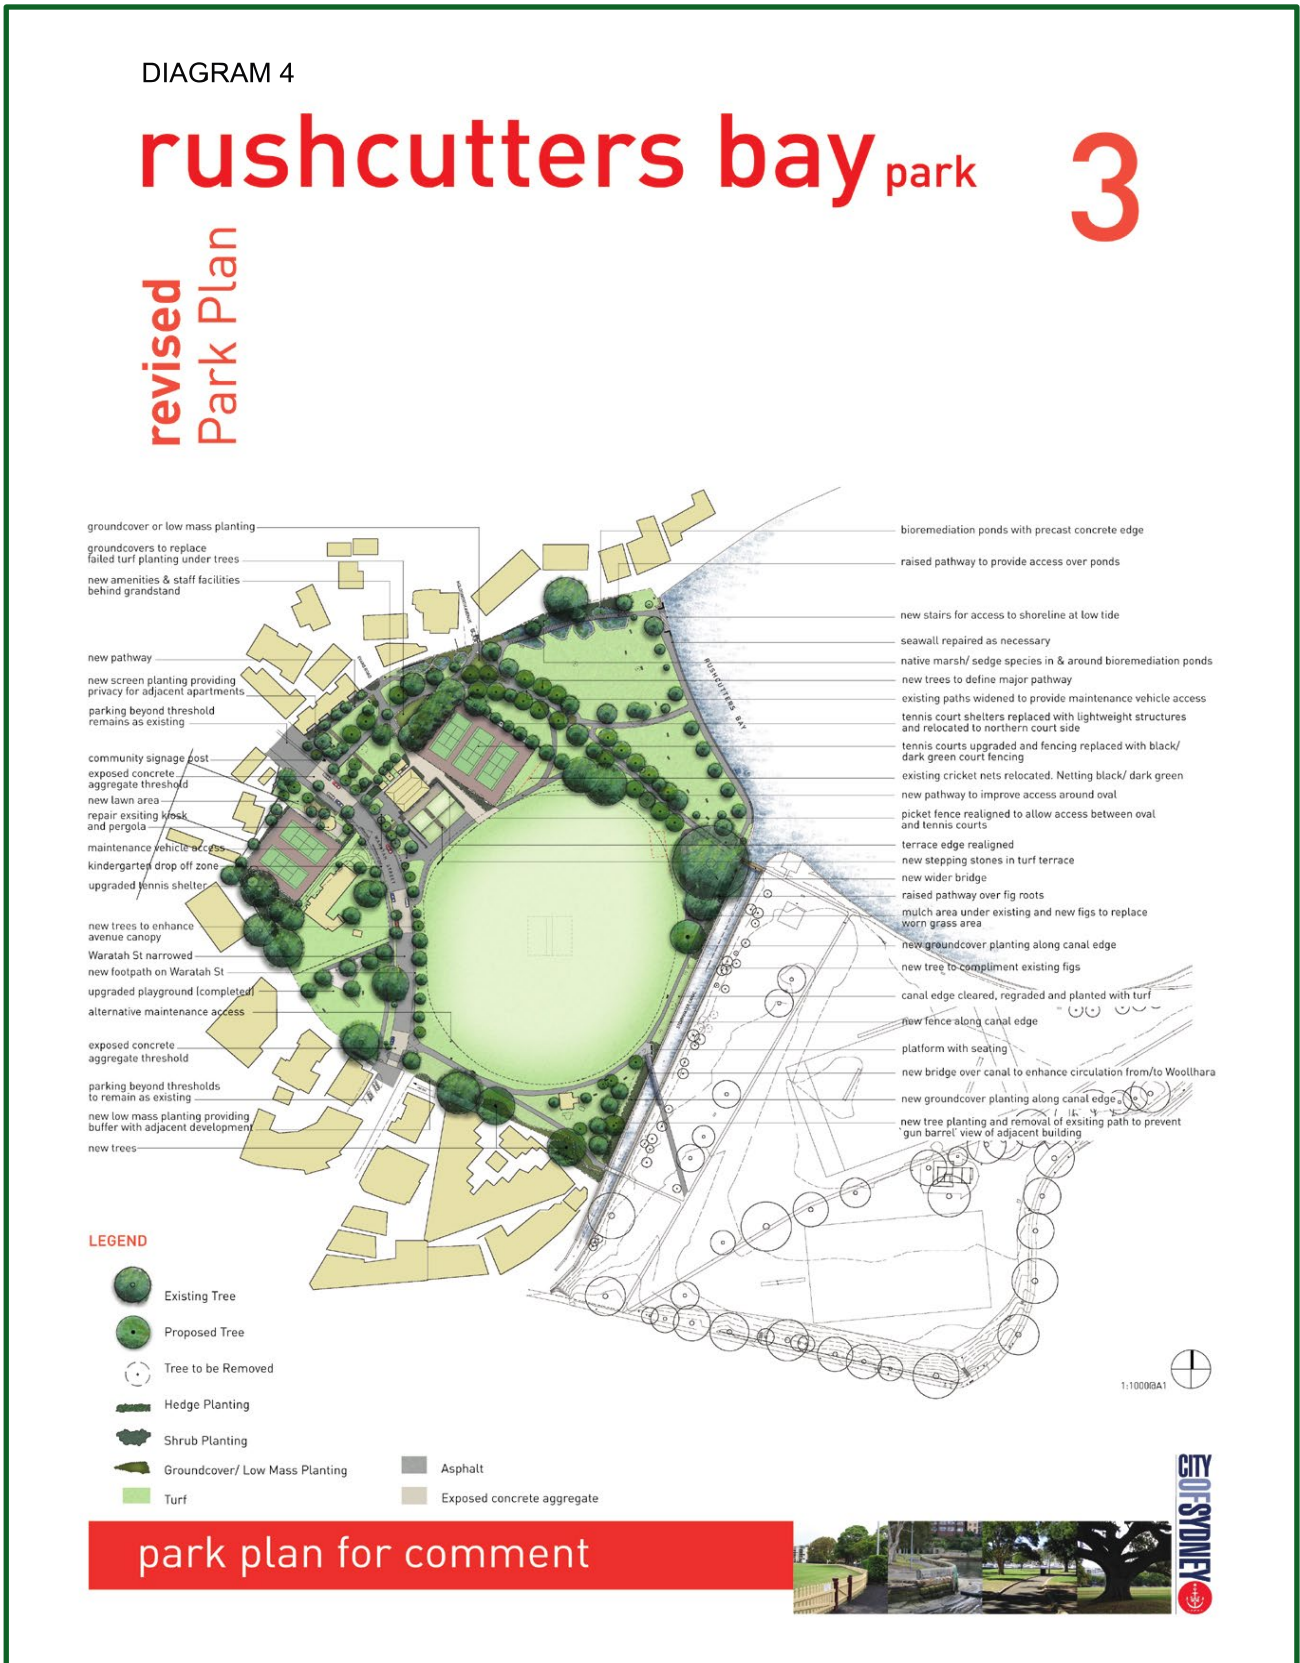 DIAGRAM 4
rushcutters bay park
3
revised
Park Plan
groundcover or low mass planting
groundcovers to replace
failed turf planting under trees
new amenities & staff facilities
behind grandstand
new pathway
new screen planting providing
privacy for adjacent apartments
parking beyond threshold
remains as existing
community signage post
exposed concrete
aggregate threshold
new lawn area
repair exsiting kiosk
and pergola
maintenance vehicle access
kindergarten drop off zone
upgraded tennis shelter
new trees to enhance
avenue canopy
Waratah St narrowed
new footpath on Waratah St
upgraded playground (completed)
alternative maintenance access
exposed concrete
aggregate threshold
parking beyond thresholds
to remain as existing
new low mass planting providing
buffer with adjacent development
new trees
bioremediation ponds with precast concrete edge
raised pathway to provide access over ponds
new stairs for access to shoreline at low tide
seawall repaired as necessary
native marsh/ sedge species in & around bioremediation ponds
new trees to define major pathway
existing paths widened to provide maintenance vehicle access
tennis court shelters replaced with lightweight structures
and relocated to northern court side
tennis courts upgraded and fencing replaced with black/
dark green court fencing
existing cricket nets relocated. Netting black/ dark green
new pathway to improve access around oval
picket fence realigned to allow access between oval
and tennis courts
terrace edge realigned
new stepping stones in turf terrace
new wider bridge
raised pathway over fig roots
mulch area under existing and new figs to replace
worn grass area
new groundcover planting along canal edge
new tree to compliment existing figs
canal edge cleared, regraded and planted with turf
new fence along canal edge
platform with seating
new bridge over canal to enhance circulation from/to Woollhara
new groundcover planting along canal edge
new tree planting and removal of exsiting path to prevent
'gun barrel' view of adjacent building
RUSHCUTTERS BAY
LEGEND
Existing Tree
Proposed Tree
Tree to be Removed
Hedge Planting
Shrub Planting
Groundcover/ Low Mass Planting
Turf
Asphalt
Exposed concrete aggregate
1:1000@A1
park plan for comment
CITY OF SYDNEY